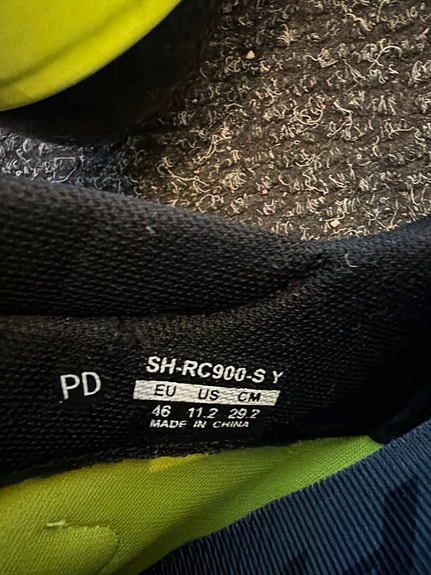 PD
SH-RC900-S Y
EU US CM
46 11.2 29.2
MADE IN CHINA